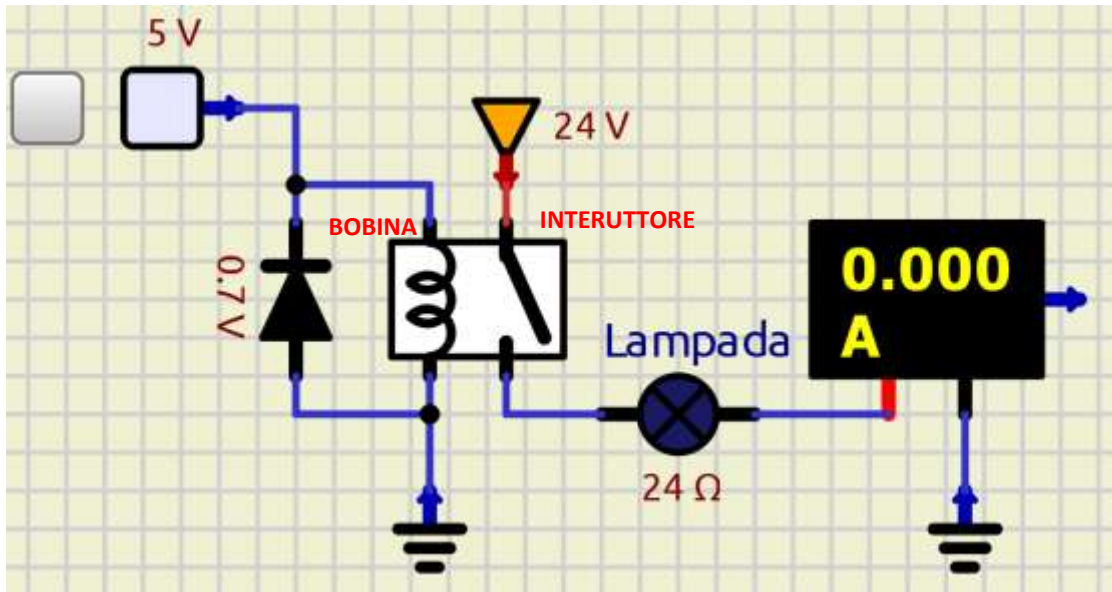 5 V
24 V
BOBINA
INTERUTTORE
0.7 V
0.000
A
Lampada
24 Ω